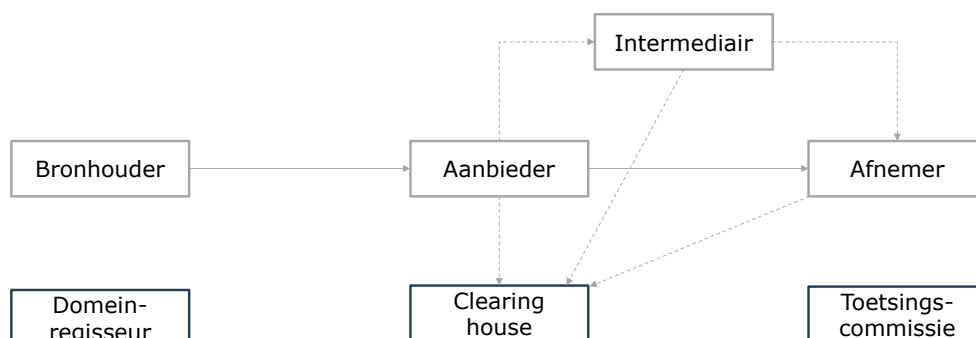 Intermediair
Bronhouder
Aanbieder
Afnemer
Domein-
regisseur
Clearing
house
Toetsings-
commissie